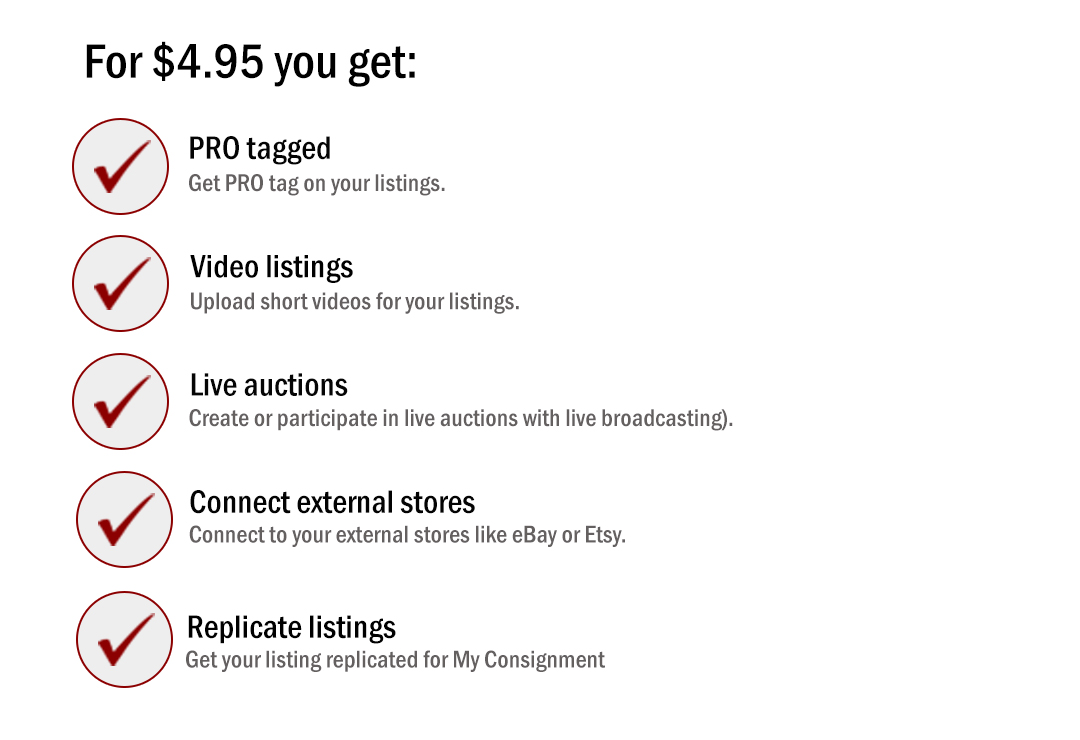 For $4.95 you get:
PRO tagged
Get PRO tag on your listings.
Video listings
Upload short videos for your listings.
Live auctions
Create or participate in live auctions with live broadcasting).
Connect external stores
Connect to your external stores like eBay or Etsy.
Replicate listings
Get your listing replicated for My Consignment